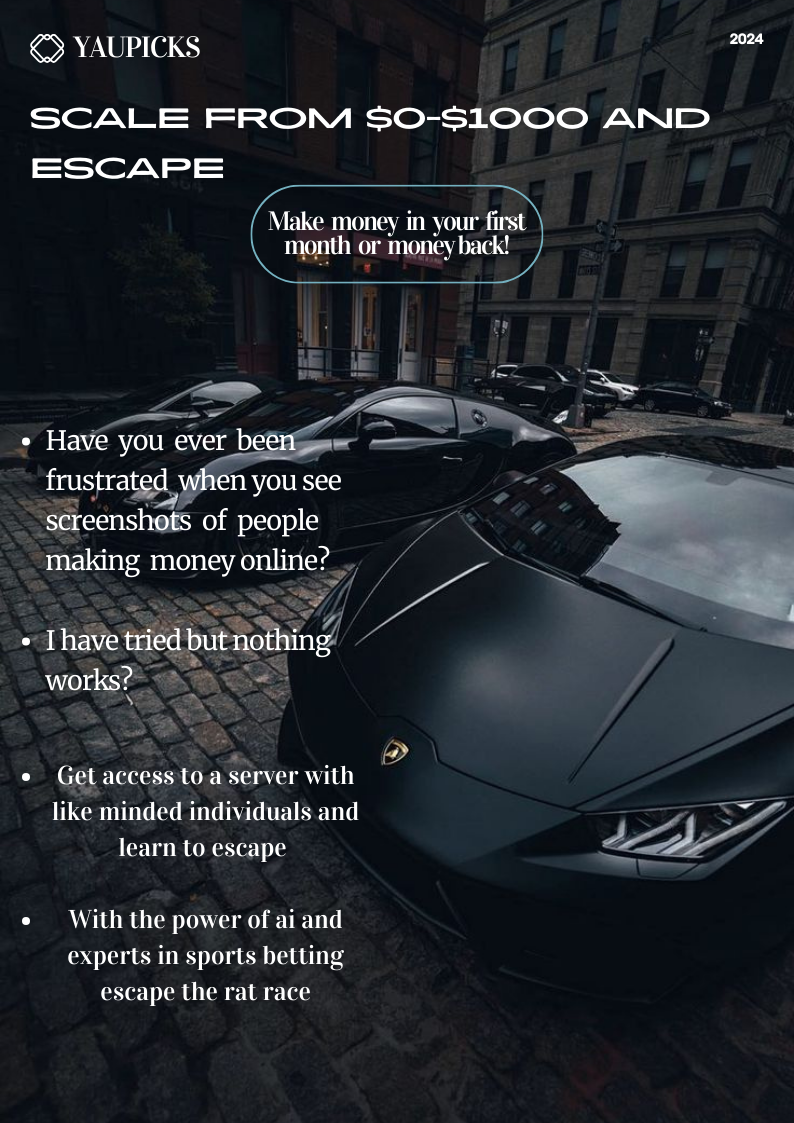 YAUPICKS
2024
SCALE FROM $0-$1000 AND
ESCAPE
Make money in your first
month or money back!
• Have you ever been
frustrated when you see
screenshots of people
making money online?
• I have tried but nothing
works?
• Get access to a server with
like minded individuals and
learn to escape
• With the power of ai and
experts in sports betting
escape the rat race